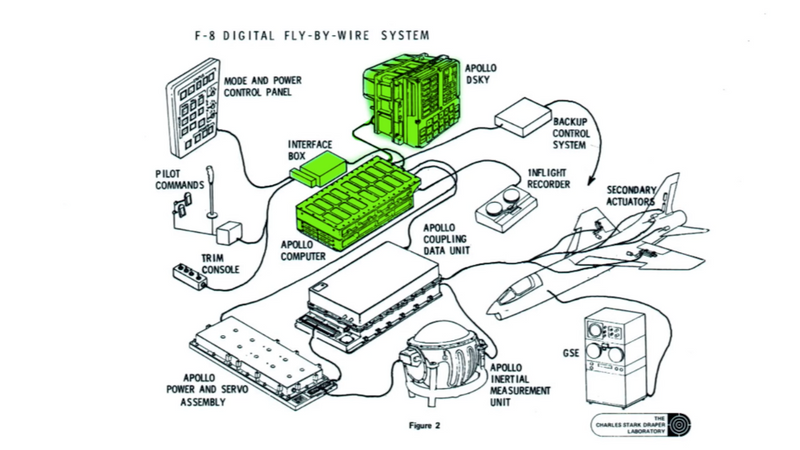 F-8 DIGITAL FLY-BY-WIRE SYSTEM
MODE AND POWER
CONTROL PANEL
APOLLO
DSKY
INTERFACE
BOX
BACKUP
CONTROL
SYSTEM
PILOT
COMMANDS
INFLIGHT
RECORDER
SECONDARY
ACTUATORS
APOLLO
COMPUTER
APOLLO
COUPLING
DATA UNIT
TRIM
CONSOLE
GSE
APOLLO
POWER AND SERVO
ASSEMBLY
APOLLO
INERTIAL
MEASUREMENT
UNIT
Figure 2
THE
CHARLES STARK DRAPER
LABORATORY